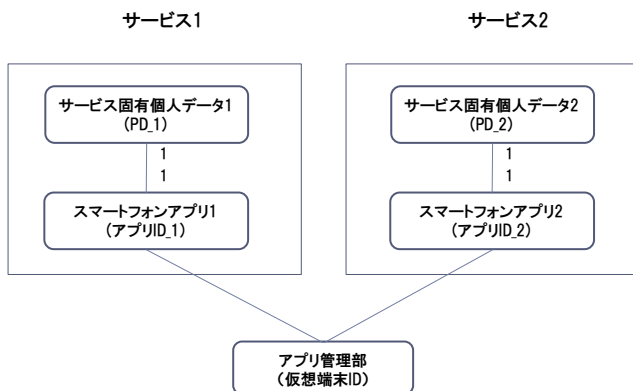 サービス1
サービス2
サービス固有個人データ1
(PD_1)
1
1
スマートフォンアプリ1
(アプリID_1)
サービス固有個人データ2
(PD_2)
1
1
スマートフォンアプリ2
(アプリID_2)
アプリ管理部
(仮想端末ID)